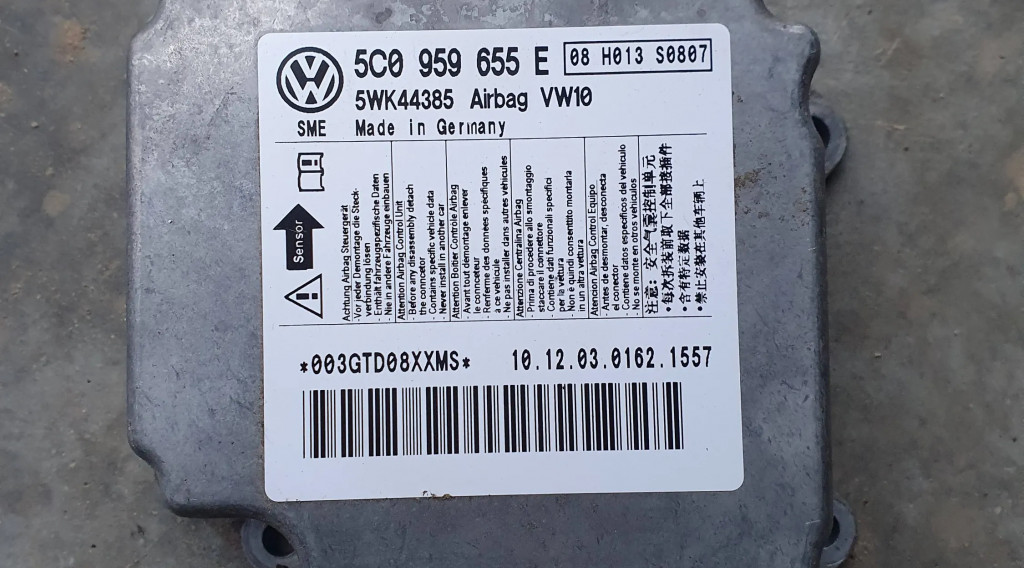 VW
5C0 959 655 E
08 H013 S0807
5WK44385 Airbag VW10
SME Made in Germany
Sensor
Achtung Airbag Steuergerät
-Vor jeder Demontage die Steck-
verbindung lösen
- Enthält fahrzeugspezifische Daten
- Nie in andere Fahrzeuge einbauen
Attention Airbag Control Unit
- Before any disassembly detach
the concetor
- Contains specific vehicle data
- Never install in another car
Attention Boitier Controle Airbag
- Avant tout démontage enlever
le connecteur
- Renferme des données spécifiques
à ce véhicule
- Ne pas installer dans autres véhicules
Attenzione Centralina Airbag
- Prima di procedere allo smontaggio
staccare il connettore
- Contiene dati funzionali specifici
per la vettura
- Non è quindi consentitto montarla
in un altra vettura
Atencion Airbag Control Equipo
- Antes de desmontar, desconecta
el conector
- Contiene datos especificos del vehiculo
- No se monte en otros vehiculos
注意：安全气囊控制单元
•每次拆装前取下全部接插件
•含有特定数据
•禁止安装在其他车辆上
*003GTD08XXMS*
10.12.03.0162.1557